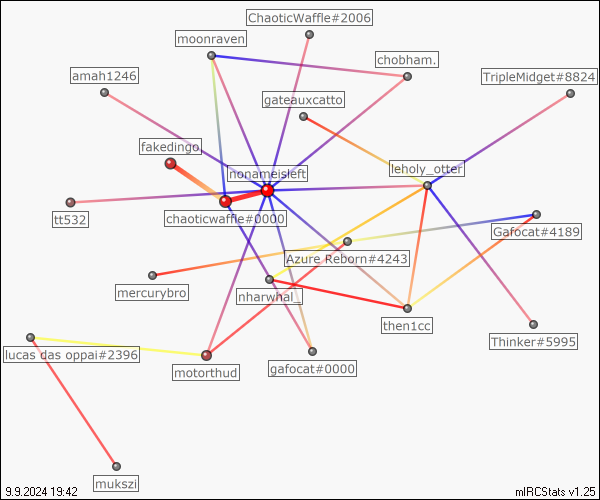 ChaoticWaffle#2006
moonraven
chobham.
amah1246
TripleMidget#8824
gateauxcatto
fakedingo
nonameisleft
leholy_otter
tt532
chaoticwaffle#0000
Gafocat#4189
Azure Reborn#4243
mercurybro
nharwhal_
then1cc
Thinker#5995
lucas das oppai#2396
motorthud
gafocat#0000
mukszi
9.9.2024 19:42
mIRCStats v1.25